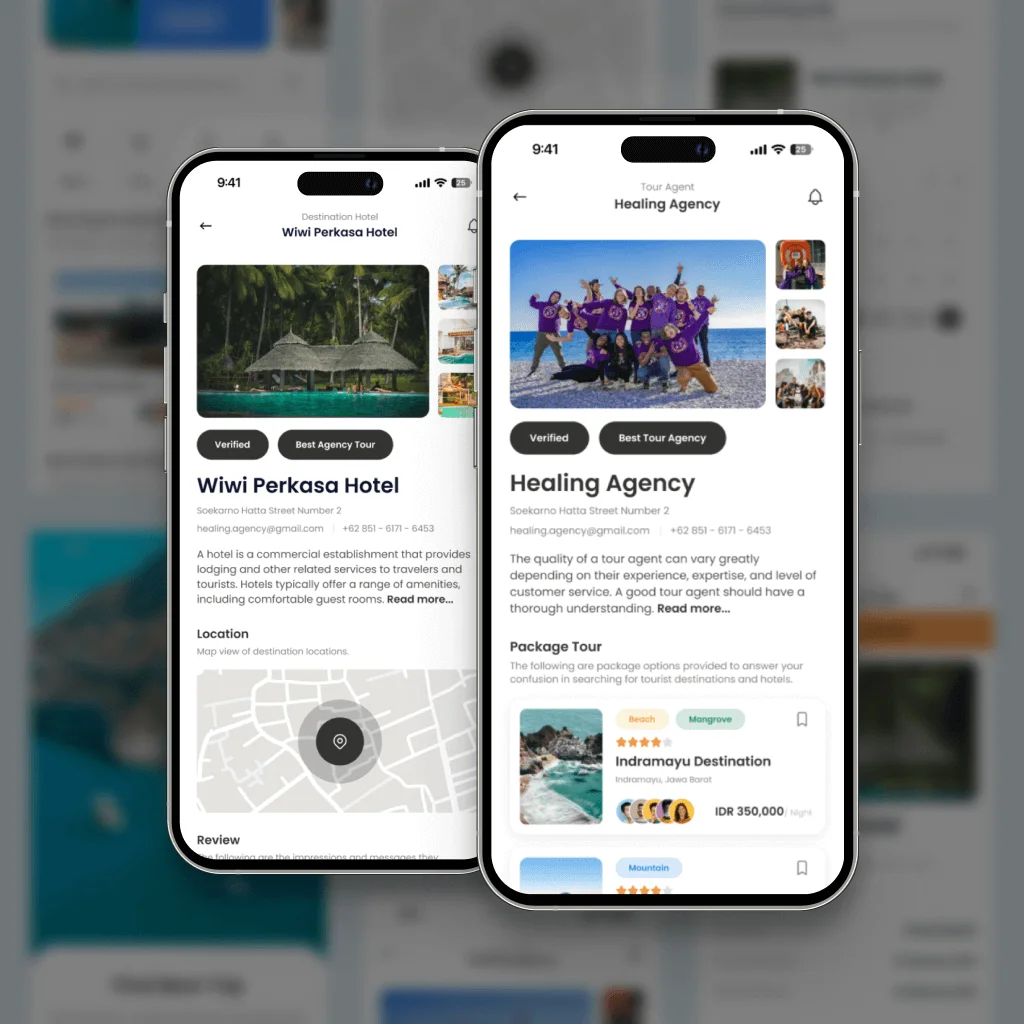 9:41
25
Destination Hotel
Wiwi Perkasa Hotel
Verified
Best Agency Tour
Wiwi Perkasa Hotel
Soekarno Hatta Street Number 2
healing.agency@gmail.com
+62 851 - 6171 - 6453
A hotel is a commercial establishment that provides
lodging and other related services to travelers and
tourists. Hotels typically offer a range of amenities,
including comfortable guest rooms. Read more...
Location
Map view of destination locations.
Review
The following are the impressions and messages they
9:41
25
Tour Agent
Healing Agency
Verified
Best Tour Agency
Healing Agency
Soekarno Hatta Street Number 2
healing.agency@gmail.com
+62 851 - 6171 - 6453
The quality of a tour agent can vary greatly
depending on their experience, expertise, and level of
customer service. A good tour agent should have a
thorough understanding. Read more...
Package Tour
The following are package options provided to answer your
confusion in searching for tourist destinations and hotels.
Beach
Mangrove
Indramayu Destination
Indramayu, Jawa Barat
IDR 350,000/ Night
Mountain